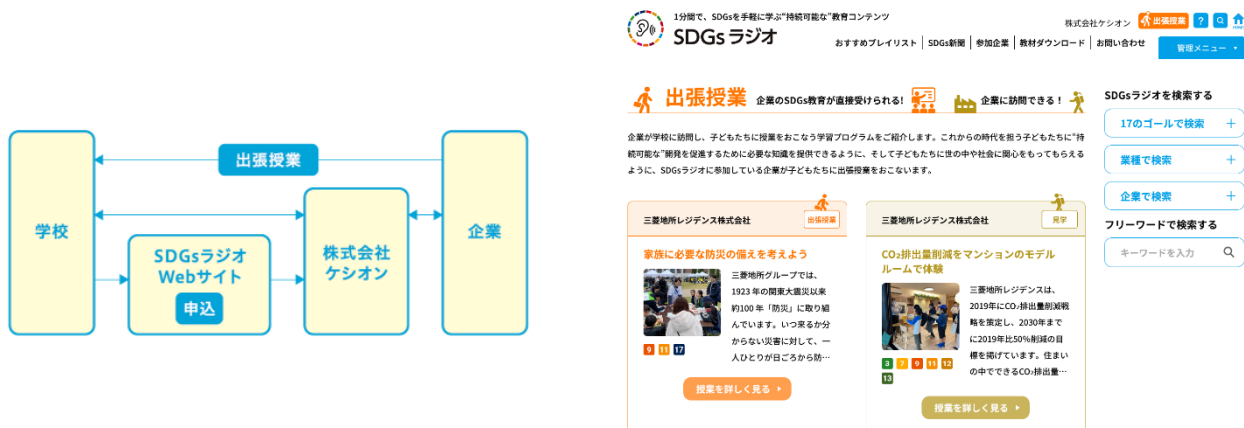 出張授業
学校
SDGsラジオ
Webサイト
申込
株式会社
ケシオン
企業
1分間で、SDGsを手軽に学ぶ"持続可能な"教育コンテンツ
SDGs ラジオ
株式会社ケシオン
出張授業
?
おすすめプレイリスト
SDGs新聞
参加企業
教材ダウンロード
お問い合わせ
管理メニュー
出張授業
企業のSDGs教育が直接受けられる!
企業に訪問できる!
企業が学校に訪問し、子どもたちに授業をおこなう学習プログラムをご紹介します。これからの時代を担う子どもたちに"持
続可能な"開発を促進するために必要な知識を提供できるように、そして子どもたちに世の中や社会に関心をもってもらえる
ように、SDGsラジオに参加している企業が子どもたちに出張授業をおこないます。
三菱地所レジデンス株式会社
出張授業
家族に必要な防災の備えを考えよう
三菱地所グループでは、
1923 年の関東大震災以来
約100 年「防災」に取り組
んでいます。いつ来るか分
からない災害に対して、一
人ひとりが日ごろから防…
9 11 17
授業を詳しく見る
三菱地所レジデンス株式会社
見学
CO₂排出量削減をマンションのモデル
ルームで体験
三菱地所レジデンスは、
2019年にCO₂排出量削減戦
略を策定し、2030年まで
に2019年比50%削減の目
標を掲げています。住まい
の中でできるCO₂排出量…
3 7 9 11 12
13
授業を詳しく見る
SDGsラジオを検索する
17のゴールで検索
業種で検索
企業で検索
フリーワードで検索する
キーワードを入力